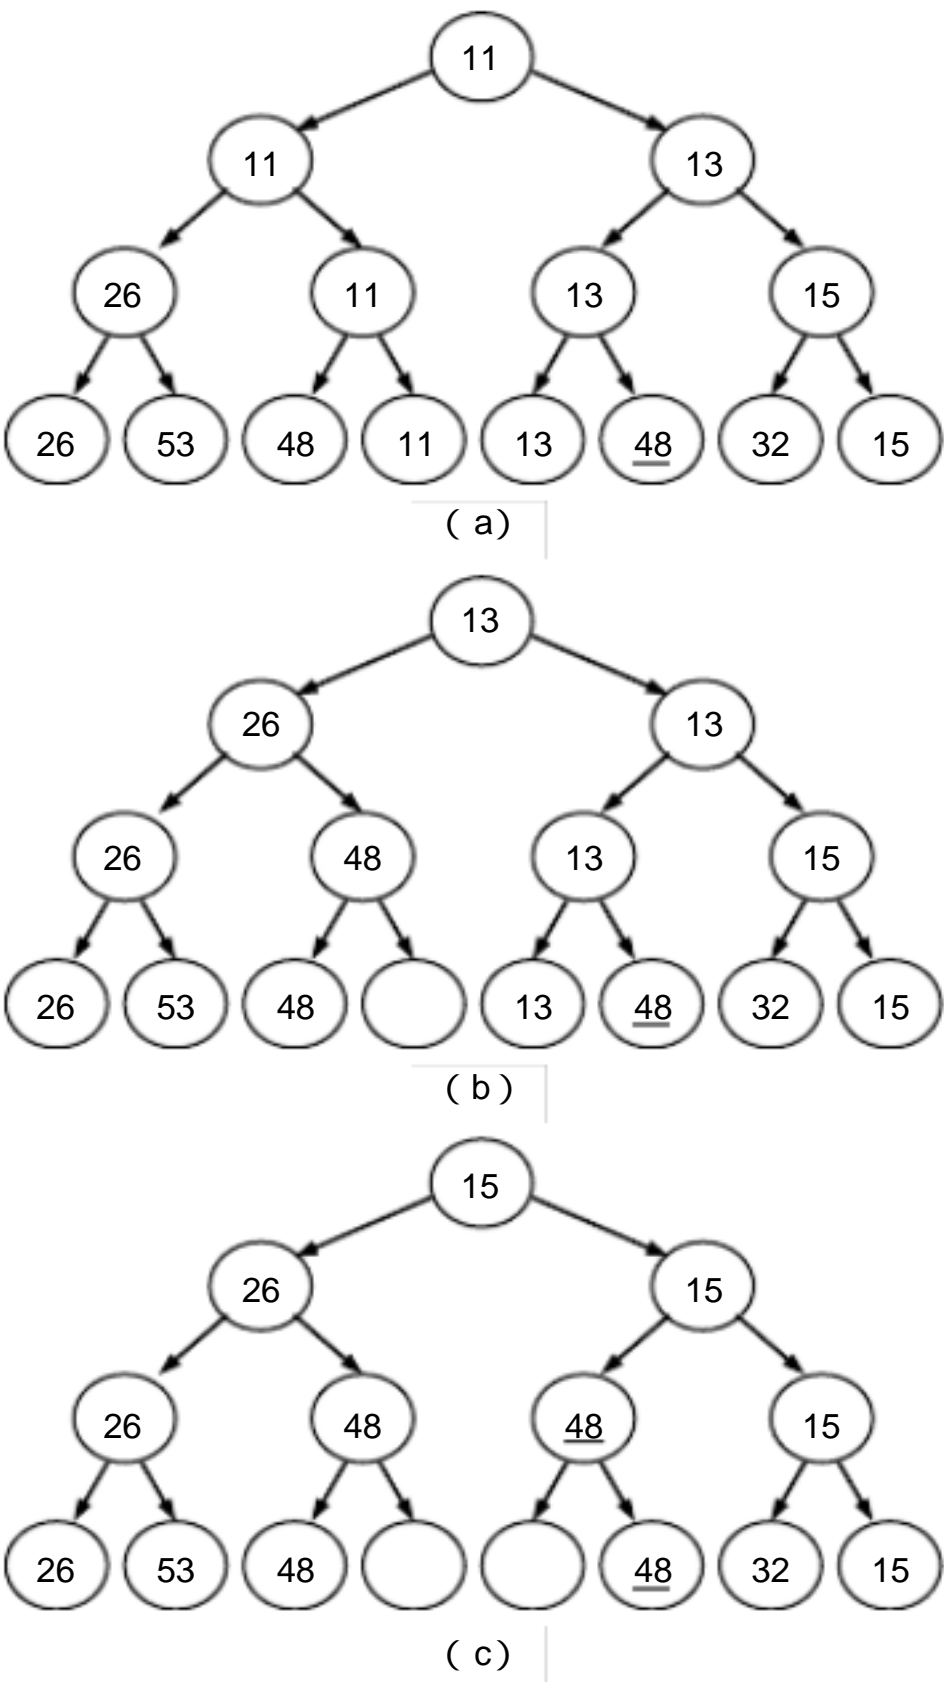 11
11 13
26 11 13 15
26 53 48 11 13 48 32 15
( a)
13
26 13
26 48 13 15
26 53 48 13 48 32 15
( b )
15
26 15
26 48 48 15
26 53 48 48 32 15
( c)